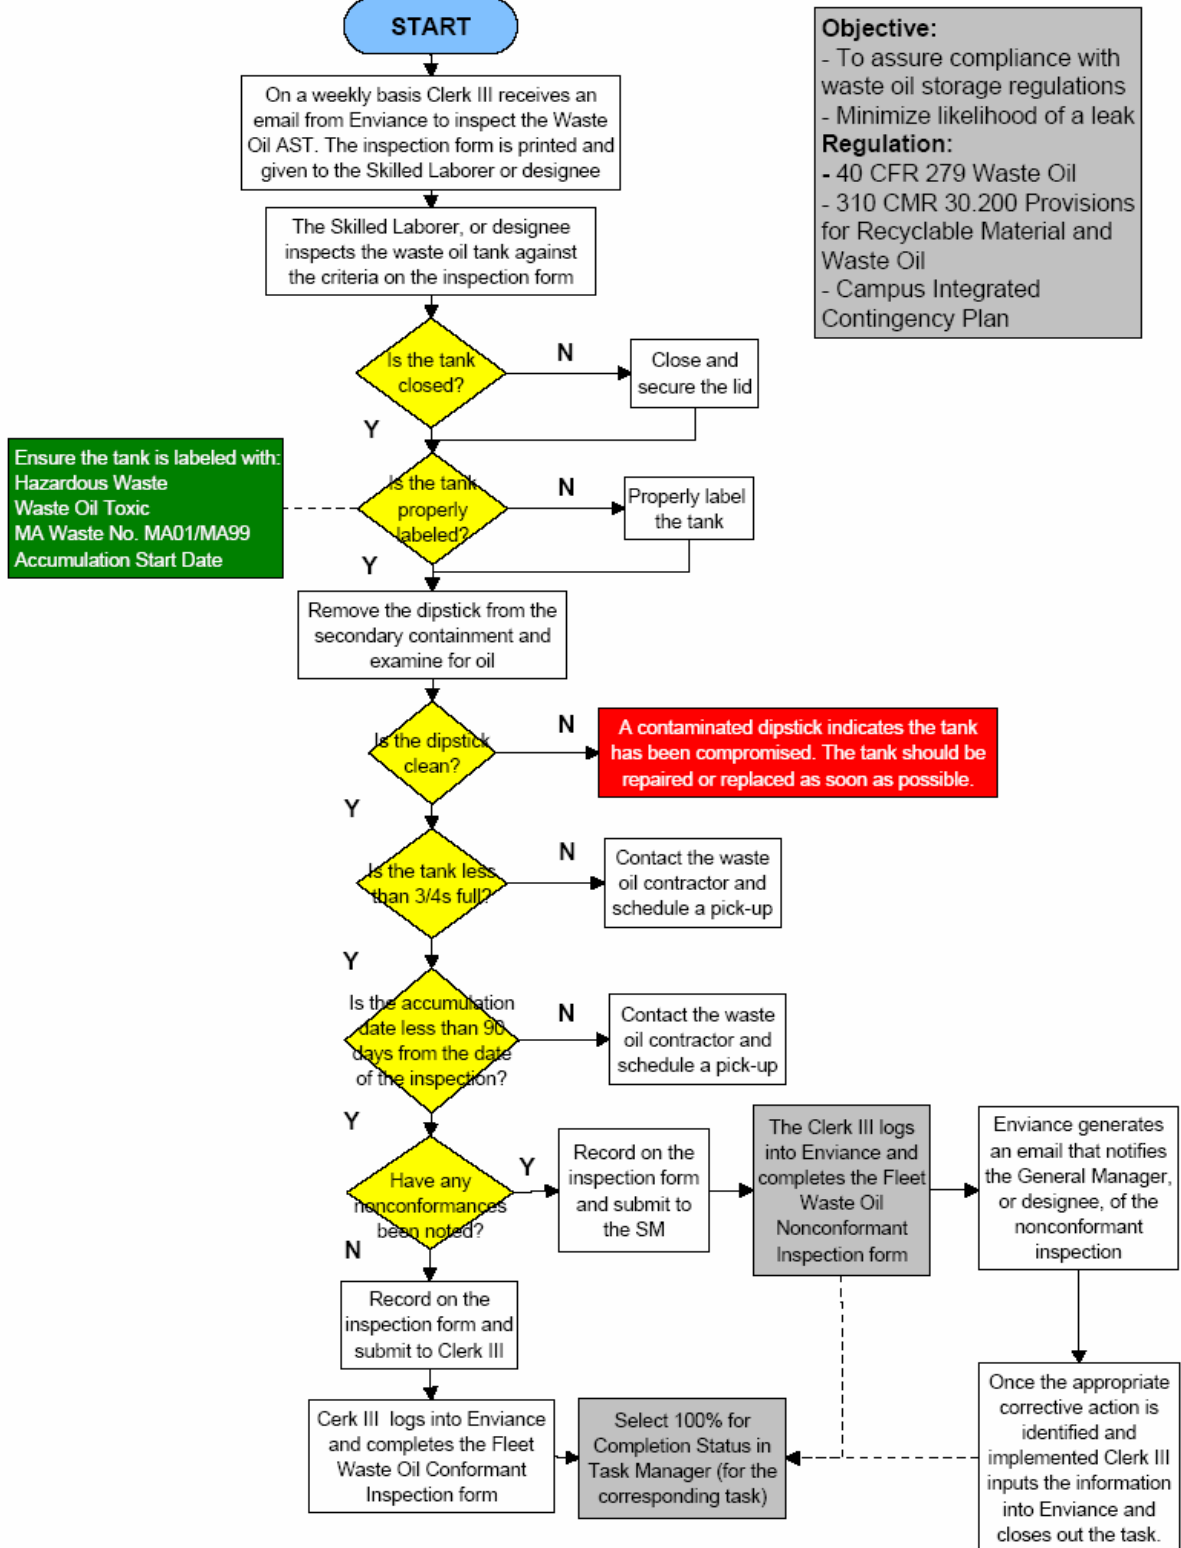 START
Objective:
- To assure compliance with
waste oil storage regulations
- Minimize likelihood of a leak
Regulation:
- 40 CFR 279 Waste Oil
- 310 CMR 30.200 Provisions
for Recyclable Material and
Waste Oil
- Campus Integrated
Contingency Plan
On a weekly basis Clerk III receives an
email from Enviance to inspect the Waste
Oil AST. The inspection form is printed and
given to the Skilled Laborer or designee
The Skilled Laborer, or designee
inspects the waste oil tank against
the criteria on the inspection form
Is the tank
closed?
N
Close and
secure the lid
Y
Ensure the tank is labeled with:
Hazardous Waste
Waste Oil Toxic
MA Waste No. MA01/MA99
Accumulation Start Date
Is the tank
properly
labeled?
N
Properly label
the tank
Y
Remove the dipstick from the
secondary containment and
examine for oil
Is the dipstick
clean?
N
A contaminated dipstick indicates the tank
has been compromised. The tank should be
repaired or replaced as soon as possible.
Y
Is the tank less
than 3/4s full?
N
Contact the waste
oil contractor and
schedule a pick-up
Y
Is the accumulation
date less than 90
days from the date
of the inspection?
N
Contact the waste
oil contractor and
schedule a pick-up
Y
Have any
nonconformances
been noted?
Y
Record on the
inspection form
and submit to
the SM
The Clerk III logs
into Enviance and
completes the Fleet
Waste Oil
Nonconformant
Inspection form
Enviance generates
an email that notifies
the General Manager,
or designee, of the
nonconformant
inspection
N
Record on the
inspection form and
submit to Clerk III
Cerk III logs into Enviance
and completes the Fleet
Waste Oil Conformant
Inspection form
Select 100% for
Completion Status in
Task Manager (for the
corresponding task)
Once the appropriate
corrective action is
identified and
implemented Clerk III
inputs the information
into Enviance and
closes out the task.